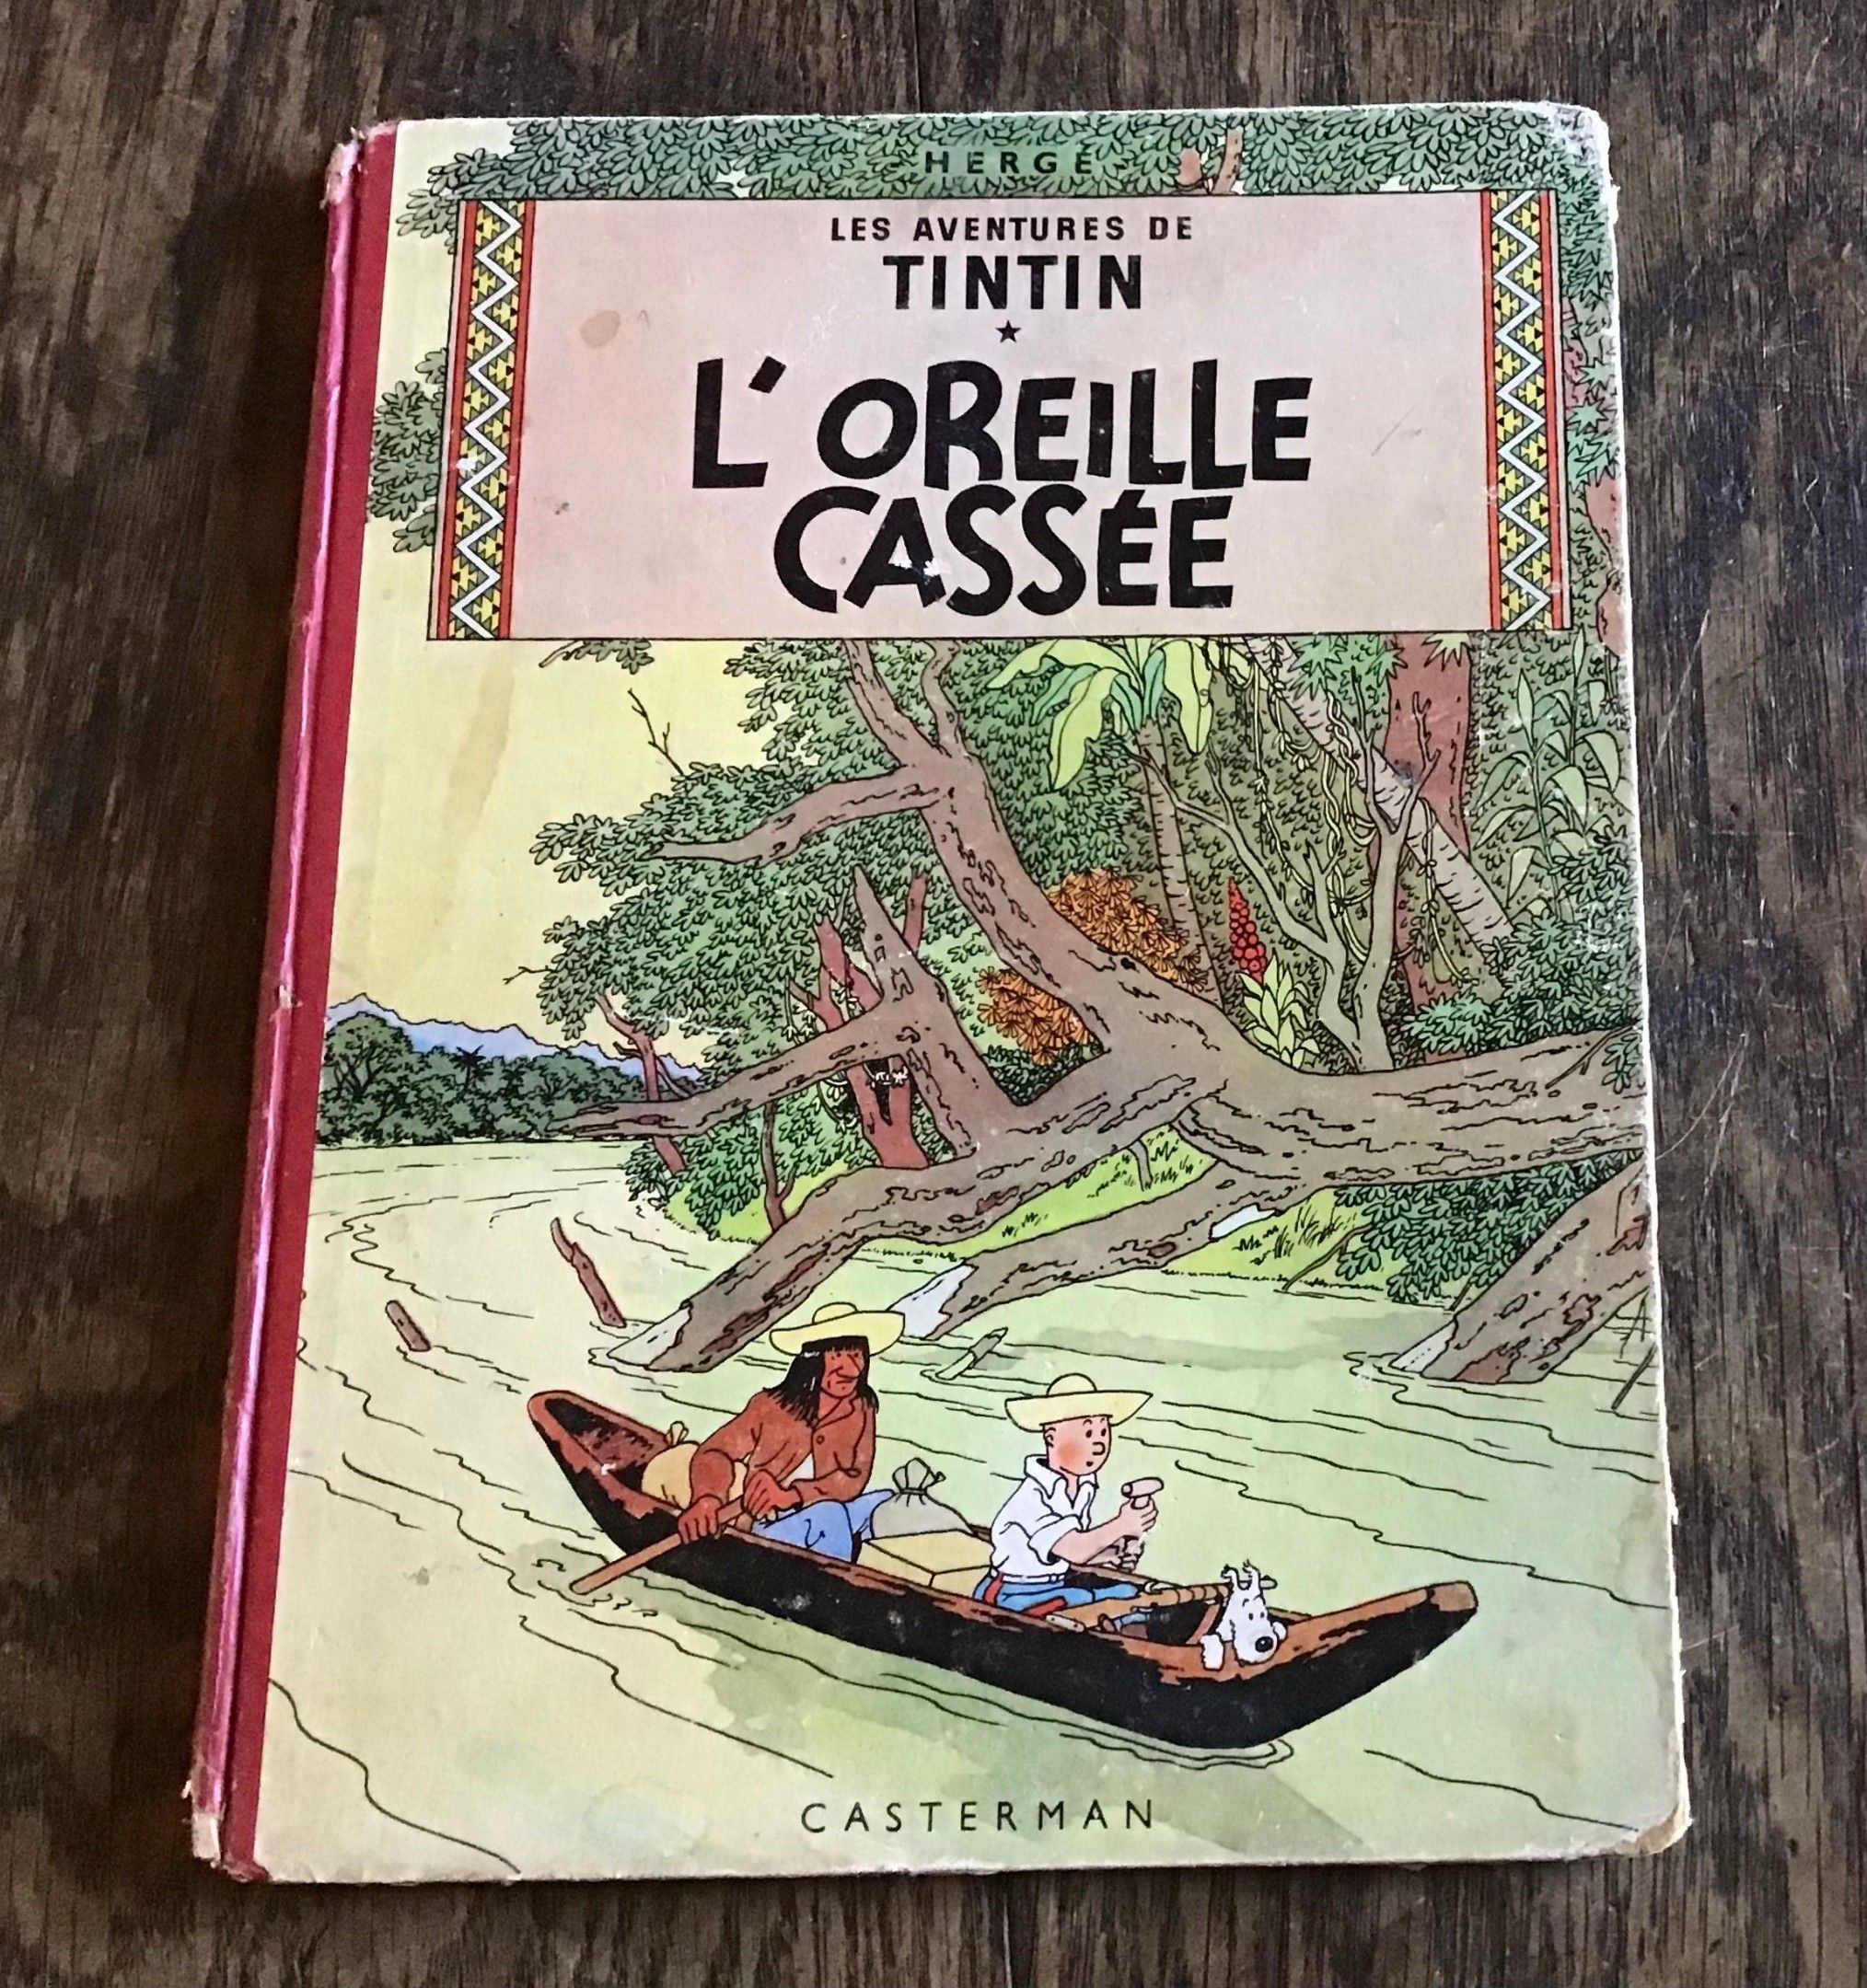 HERGÉ
LES AVENTURES DE
TINTIN
★
L'OREILLE
CASSÉE
CASTERMAN